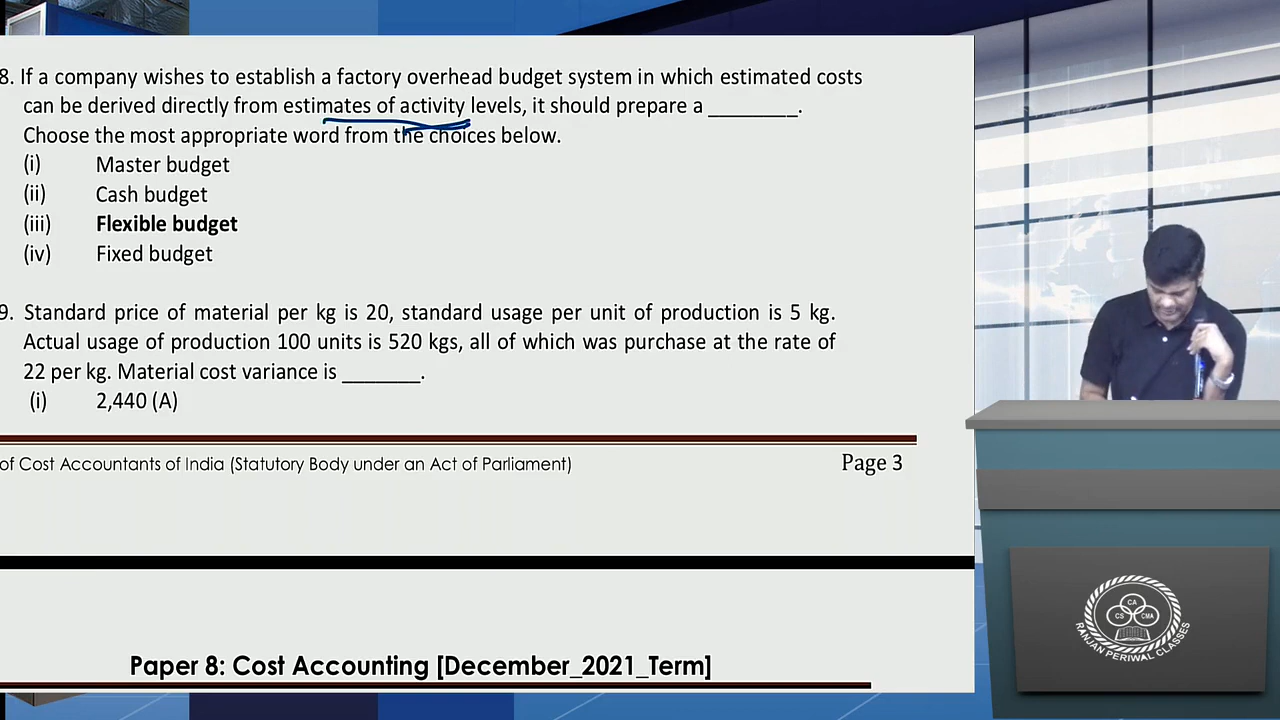 8. If a company wishes to establish a factory overhead budget system in which estimated costs
can be derived directly from estimates of activity levels, it should prepare a ________.
Choose the most appropriate word from the choices below.
(i) Master budget
(ii) Cash budget
(iii) Flexible budget
(iv) Fixed budget
9. Standard price of material per kg is 20, standard usage per unit of production is 5 kg.
Actual usage of production 100 units is 520 kgs, all of which was purchase at the rate of
22 per kg. Material cost variance is _______.
(i) 2,440 (A)
of Cost Accountants of India (Statutory Body under an Act of Parliament)
Page 3
Paper 8: Cost Accounting [December_2021_Term]
CA
CS CMA
RANJAN PERIWAL CLASSES